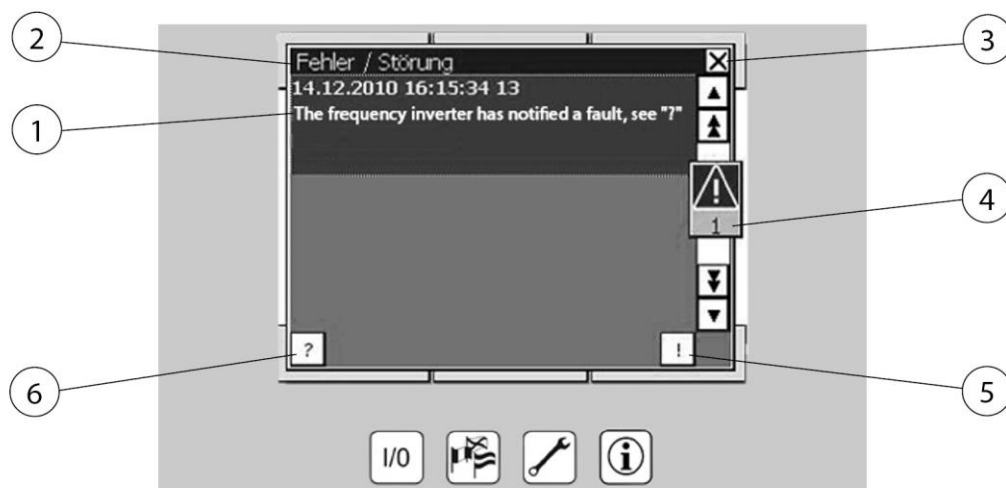 2
3
Fehler / Störung
14.12.2010 16:15:34 13
1
The frequency inverter has notified a fault, see "?"
4
1
?
!
6
5
I/0